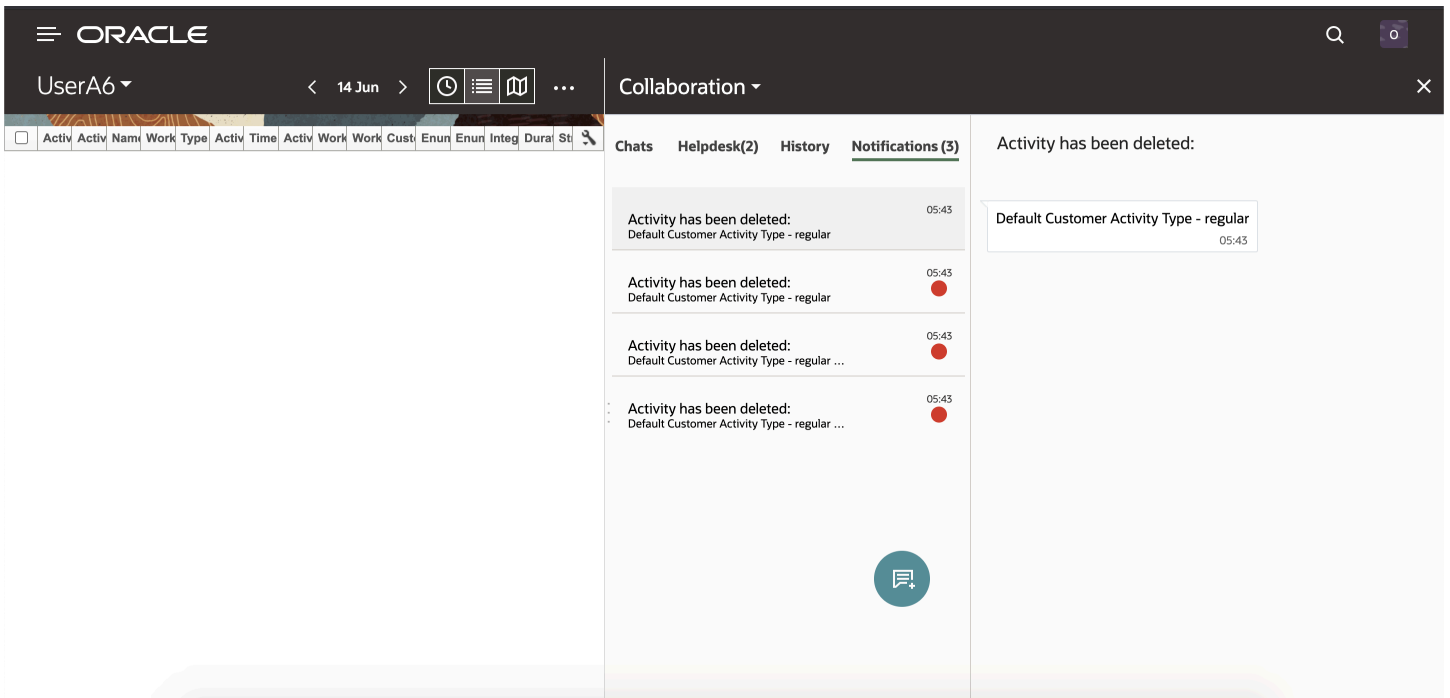 ORACLE
O
UserA6
14 Jun
Collaboration
Activ Activ Name Work Type Activ Time Activ Work Work Cust Enun Enun Integ Durat St
Chats Helpdesk(2) History Notifications (3)
Activity has been deleted:
05:43
Default Customer Activity Type - regular
Activity has been deleted:
05:43
Default Customer Activity Type - regular
Activity has been deleted:
05:43
Default Customer Activity Type - regular ...
Activity has been deleted:
05:43
Default Customer Activity Type - regular ...
Activity has been deleted:
Default Customer Activity Type - regular
05:43